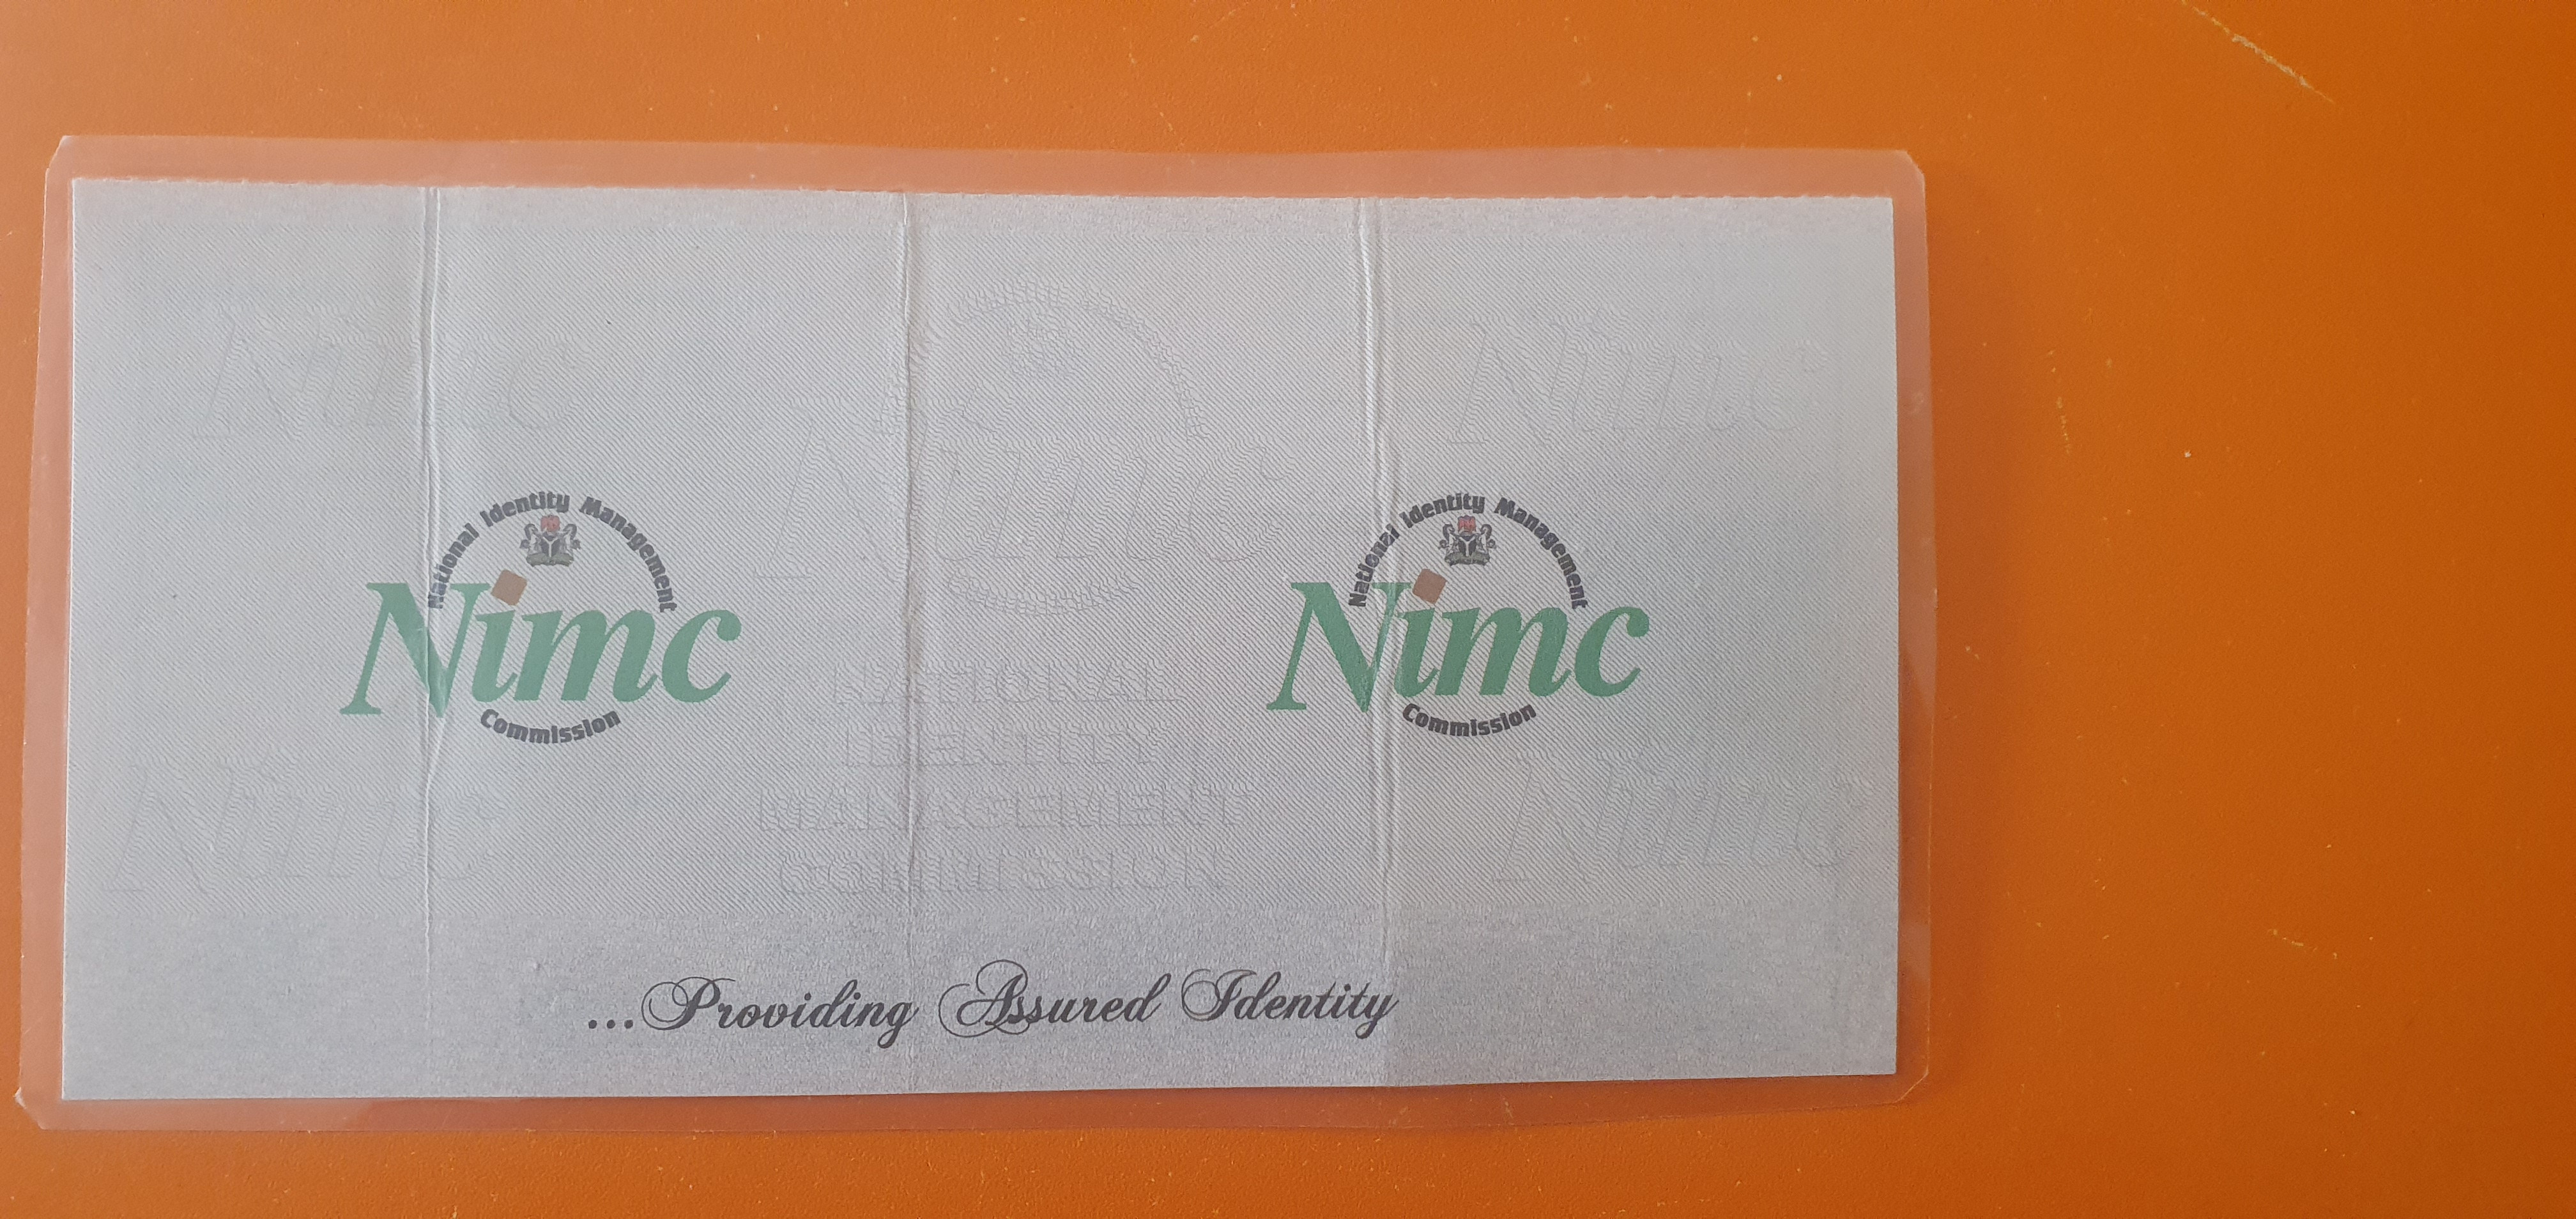 Nimc
Nimc
National Identity Management
Nimc
Commission
National Identity Management
Nimc
Commission
Nimc
NATIONAL
IDENTITY
MANAGEMENT
COMMISSION
Nimc
Nimc
...Providing Assured Identity